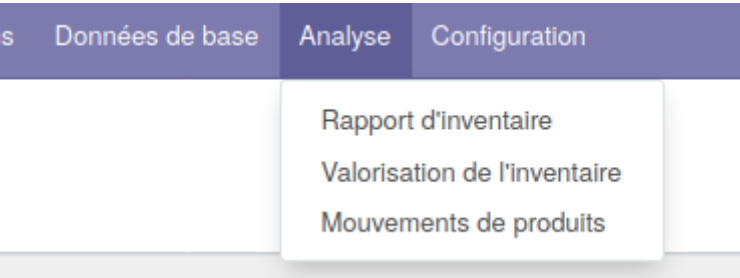 Données de base Analyse Configuration
Rapport d'inventaire
Valorisation de l'inventaire
Mouvements de produits